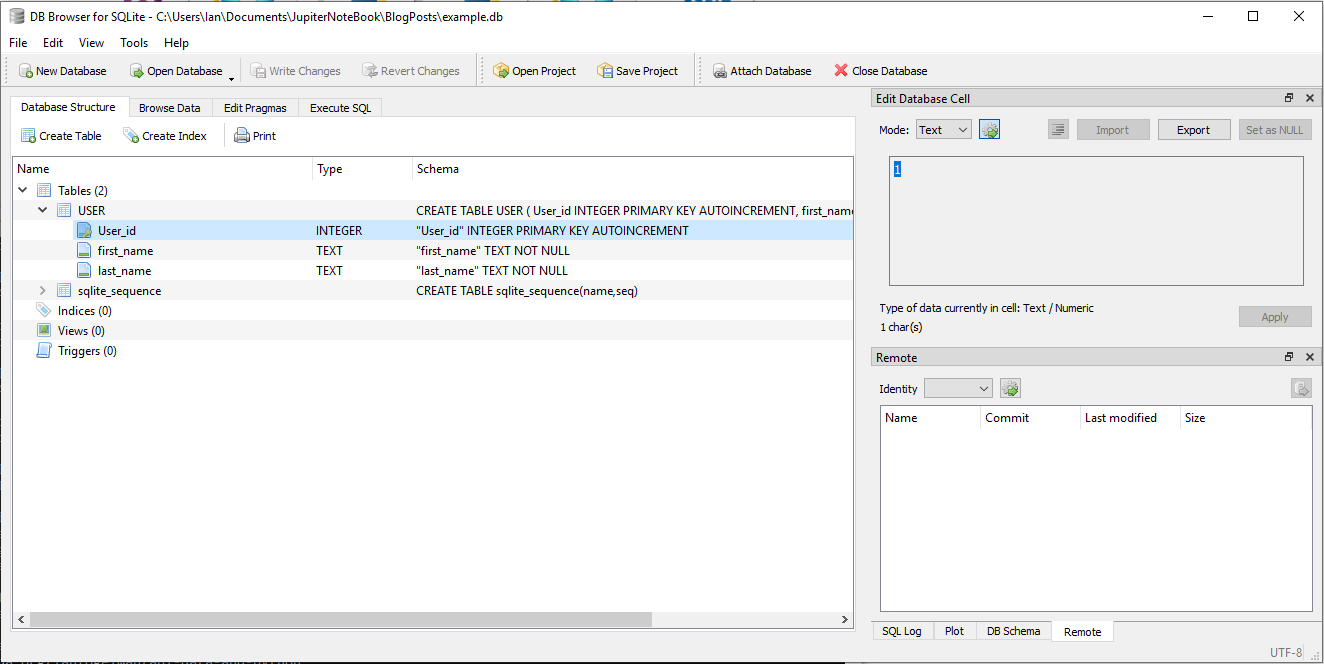 DB Browser for SQLite - C:\Users\Ian\Documents\JupiterNoteBook\BlogPosts\example.db
File Edit View Tools Help
New Database Open Database Write Changes Revert Changes Open Project Save Project Attach Database Close Database
Database Structure Browse Data Edit Pragmas Execute SQL
Create Table Create Index Print
Name Type Schema
Tables (2)
USER CREATE TABLE USER ( User_id INTEGER PRIMARY KEY AUTOINCREMENT, first_name
User_id INTEGER "User_id" INTEGER PRIMARY KEY AUTOINCREMENT
first_name TEXT "first_name" TEXT NOT NULL
last_name TEXT "last_name" TEXT NOT NULL
sqlite_sequence CREATE TABLE sqlite_sequence(name,seq)
Indices (0)
Views (0)
Triggers (0)
Edit Database Cell
Mode: Text Import Export Set as NULL
1
Type of data currently in cell: Text / Numeric
1 char(s)
Apply
Remote
Identity
Name Commit Last modified Size
SQL Log Plot DB Schema Remote
UTF-8